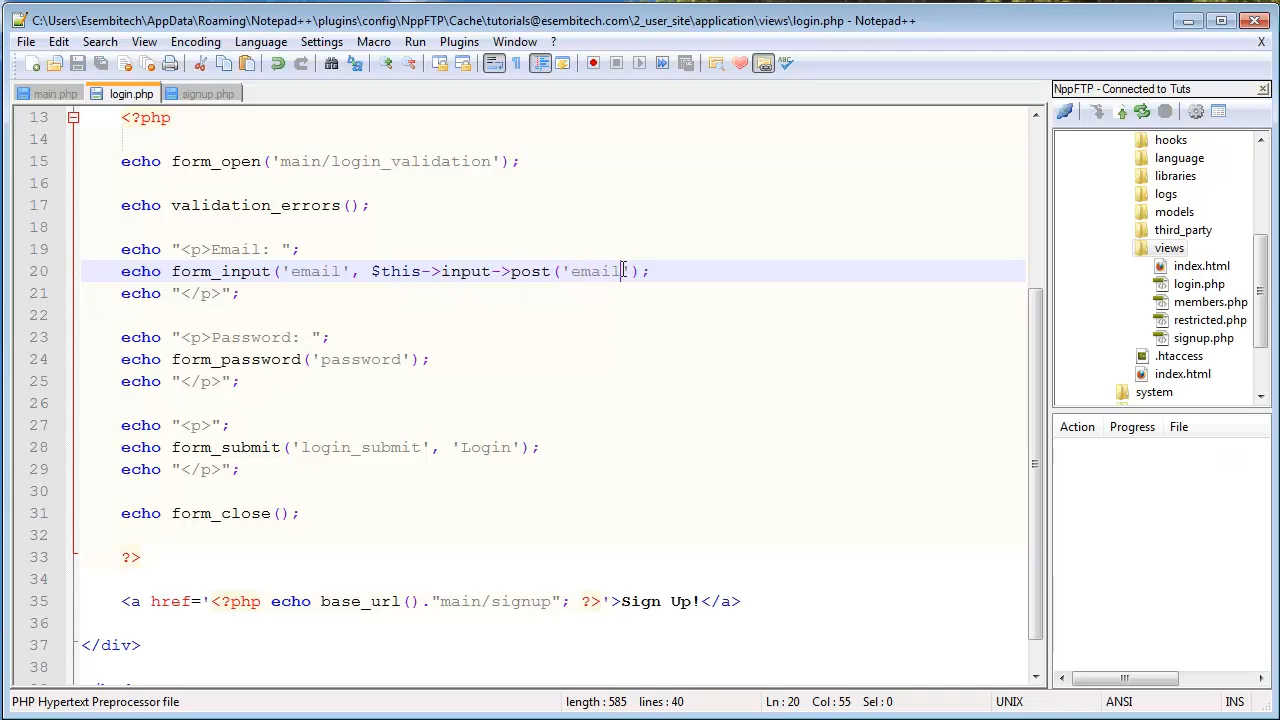 C:\Users\Esembitech\AppData\Roaming\Notepad++\plugins\config\NppFTP\Cache\tutorials@esembitech.com\2_user_site\application\views\login.php - Notepad++
File Edit Search View Encoding Language Settings Macro Run Plugins Window ? X
main.php login.php signup.php
NppFTP - Connected to Tuts
13 <?php
14
15 echo form_open('main/login_validation');
16
17 echo validation_errors();
18
19 echo "<p>Email: ";
20 echo form_input('email', $this->input->post('email');
21 echo "</p>";
22
23 echo "<p>Password: ";
24 echo form_password('password');
25 echo "</p>";
26
27 echo "<p>";
28 echo form_submit('login_submit', 'Login');
29 echo "</p>";
30
31 echo form_close();
32
33 ?>
34
35 <a href='<?php echo base_url()."main/signup"; ?>'>Sign Up!</a>
36
37 </div>
38
hooks
language
libraries
logs
models
third_party
views
index.html
login.php
members.php
restricted.php
signup.php
.htaccess
index.html
system
Action Progress File
PHP Hypertext Preprocessor file length : 585 lines : 40 Ln : 20 Col : 55 Sel : 0 UNIX ANSI INS